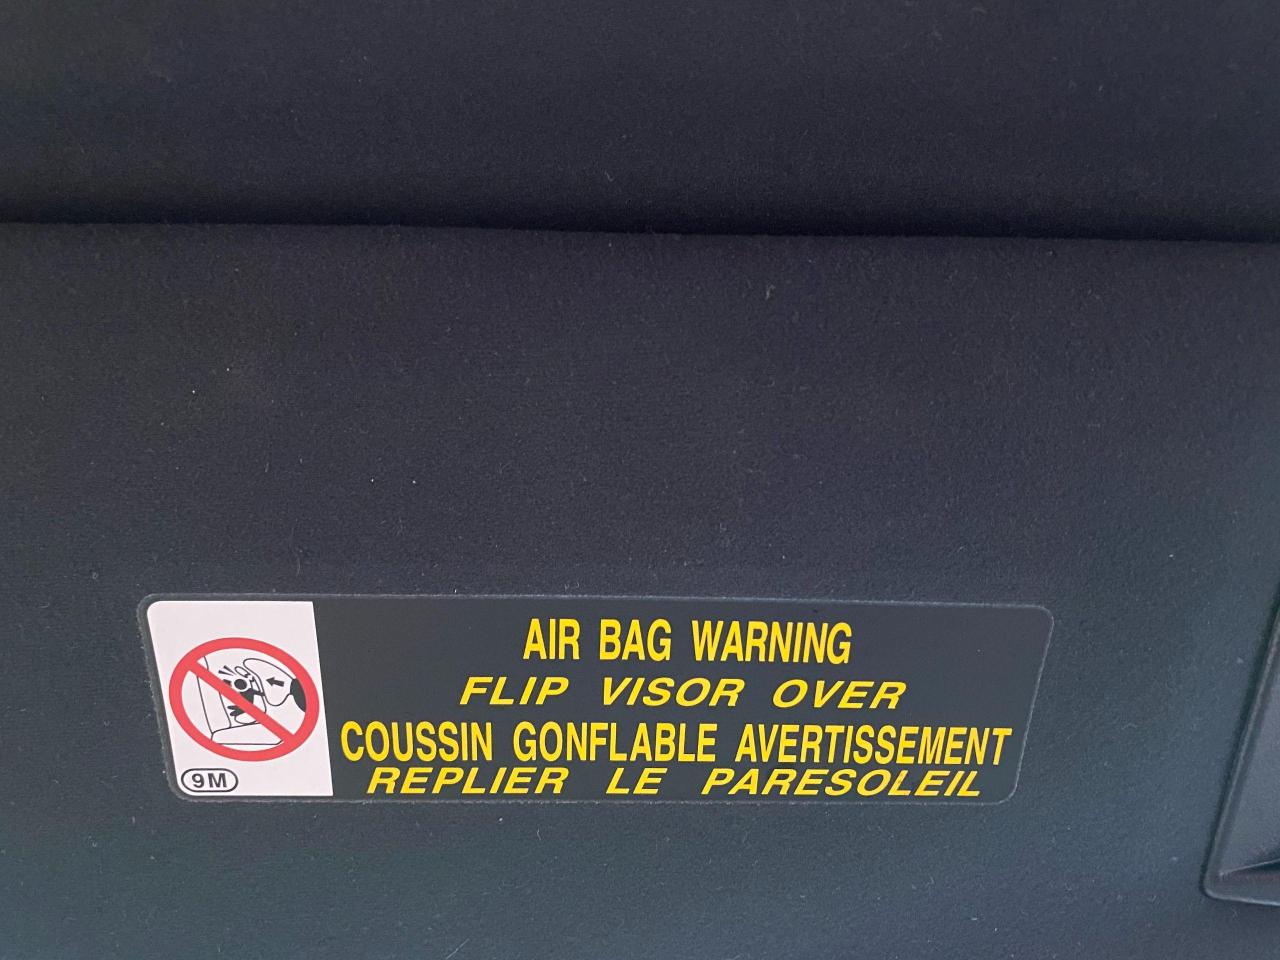 AIR BAG WARNING
FLIP VISOR OVER
COUSSIN GONFLABLE AVERTISSEMENT
REPLIER LE PARESOLEIL
9M